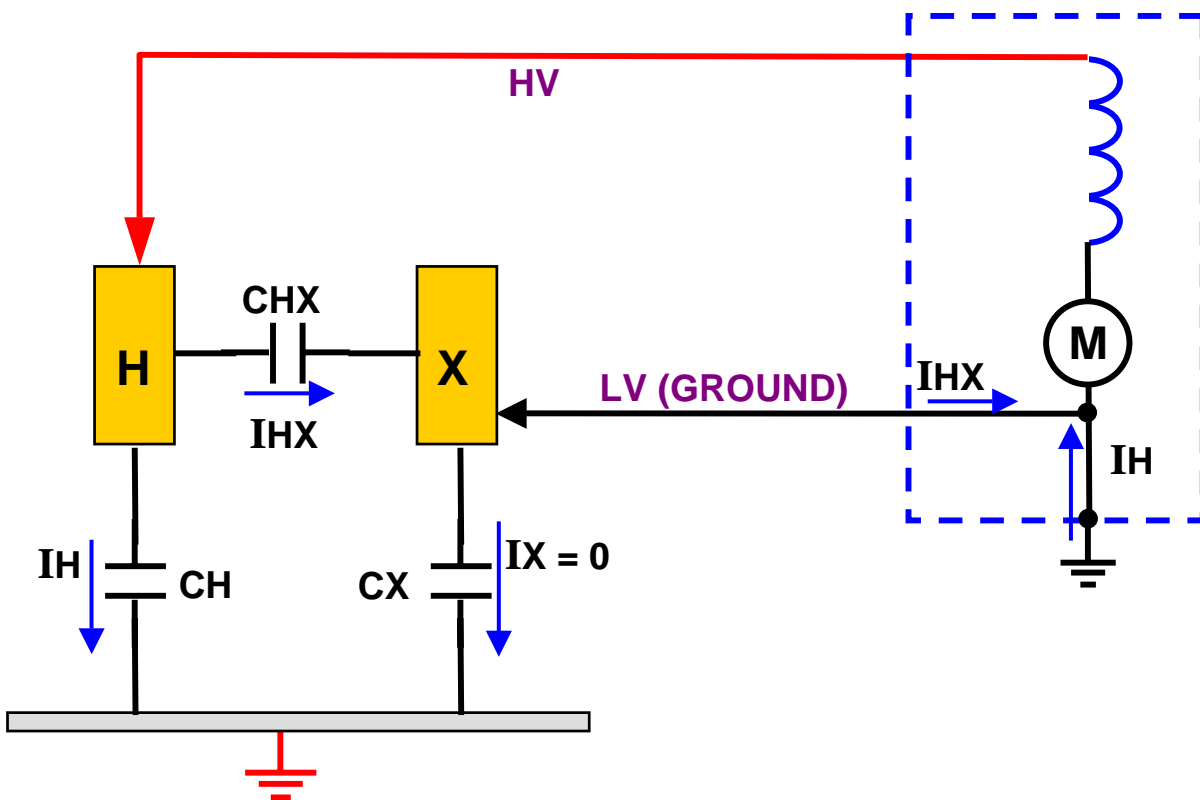 HV
CHX
H
X
M
LV (GROUND)
IHX
IHX
IH
IH
CH
CX
IX = 0